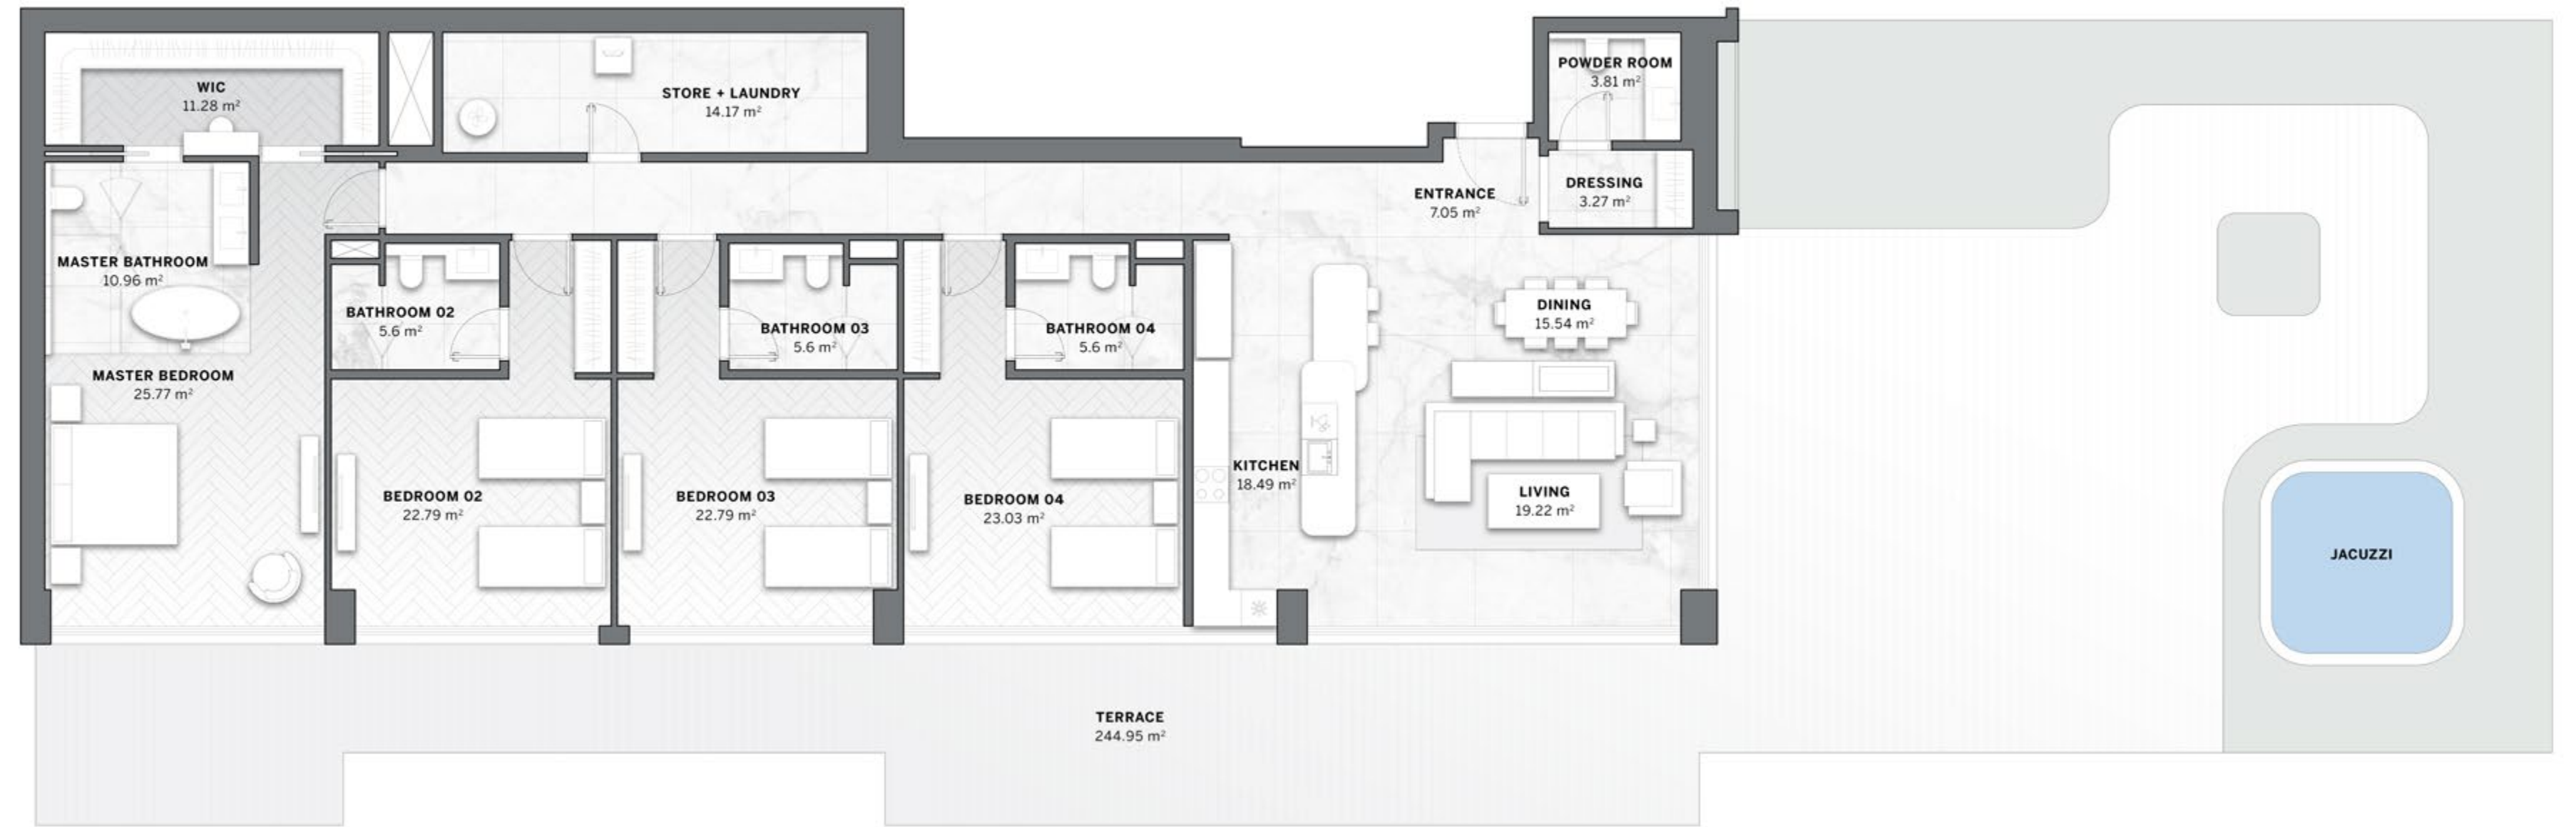 WIC
11.28 m²
STORE + LAUNDRY
14.17 m²
POWDER ROOM
3.81 m²
ENTRANCE
7.05 m²
DRESSING
3.27 m²
MASTER BATHROOM
10.96 m²
BATHROOM 02
5.6 m²
BATHROOM 03
5.6 m²
BATHROOM 04
5.6 m²
DINING
15.54 m²
MASTER BEDROOM
25.77 m²
BEDROOM 02
22.79 m²
BEDROOM 03
22.79 m²
BEDROOM 04
23.03 m²
KITCHEN
18.49 m²
LIVING
19.22 m²
JACUZZI
TERRACE
244.95 m²